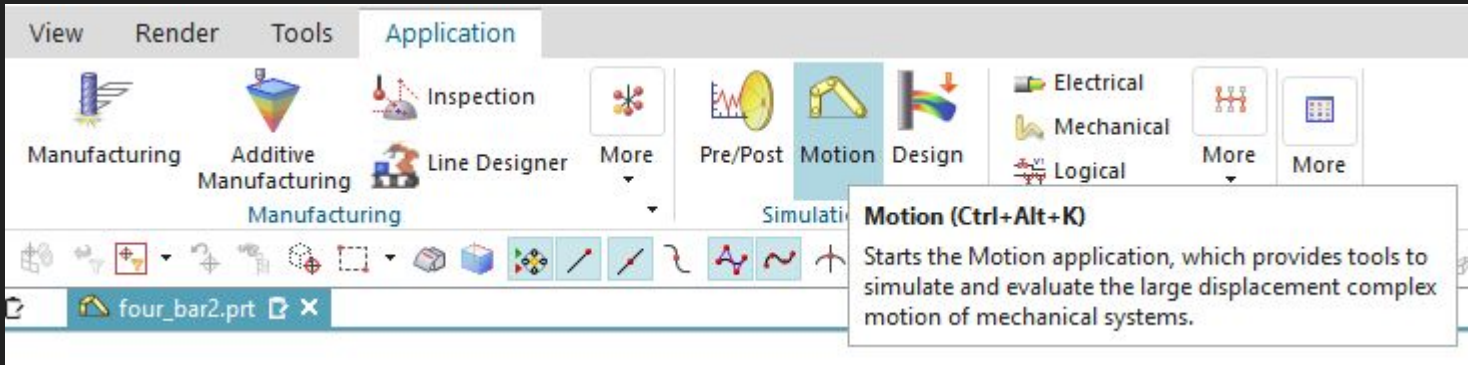 View Render Tools Application
Manufacturing
Additive
Manufacturing
Inspection
Line Designer
More
Manufacturing
Pre/Post
Motion
Design
Simulati
Electrical
Mechanical
Logical
More
More
Motion (Ctrl+Alt+K)
Starts the Motion application, which provides tools to
simulate and evaluate the large displacement complex
motion of mechanical systems.
four_bar2.prt